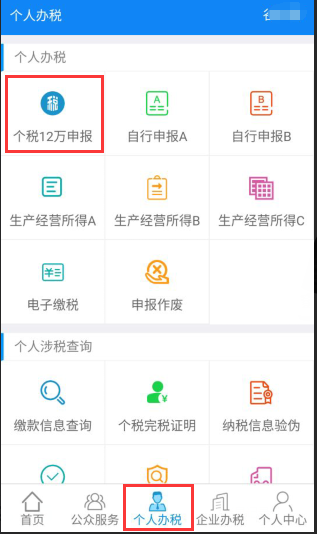 个人办税
个人办税
税
个税12万申报
A
自行申报A
B
自行申报B
生产经营所得A
生产经营所得B
生产经营所得C
电子缴税
申报作废
个人涉税查询
缴款信息查询
个税完税证明
纳税信息验伪
首页
公众服务
个人办税
企业办税
个人中心